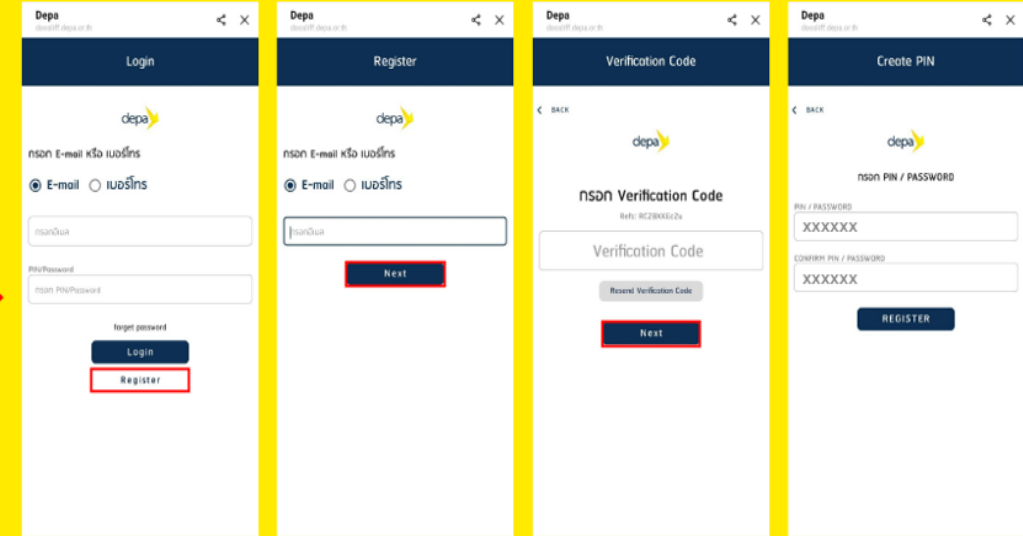 Depa
Login
depa
กรอก E-mail หรือ เบอร์โทร
E-mail เบอร์โทร
กรอกอีเมล
PIN/Password
กรอก PIN/Password
forget password
Login
Register
Depa
Register
depa
กรอก E-mail หรือ เบอร์โทร
E-mail เบอร์โทร
กรอกอีเมล
Next
Depa
Verification Code
BACK
depa
กรอก Verification Code
Verification Code
Resend Verification Code
Next
Depa
Create PIN
BACK
depa
กรอก PIN / PASSWORD
PIN / PASSWORD
XXXXXX
CONFIRM PIN / PASSWORD
XXXXXX
REGISTER